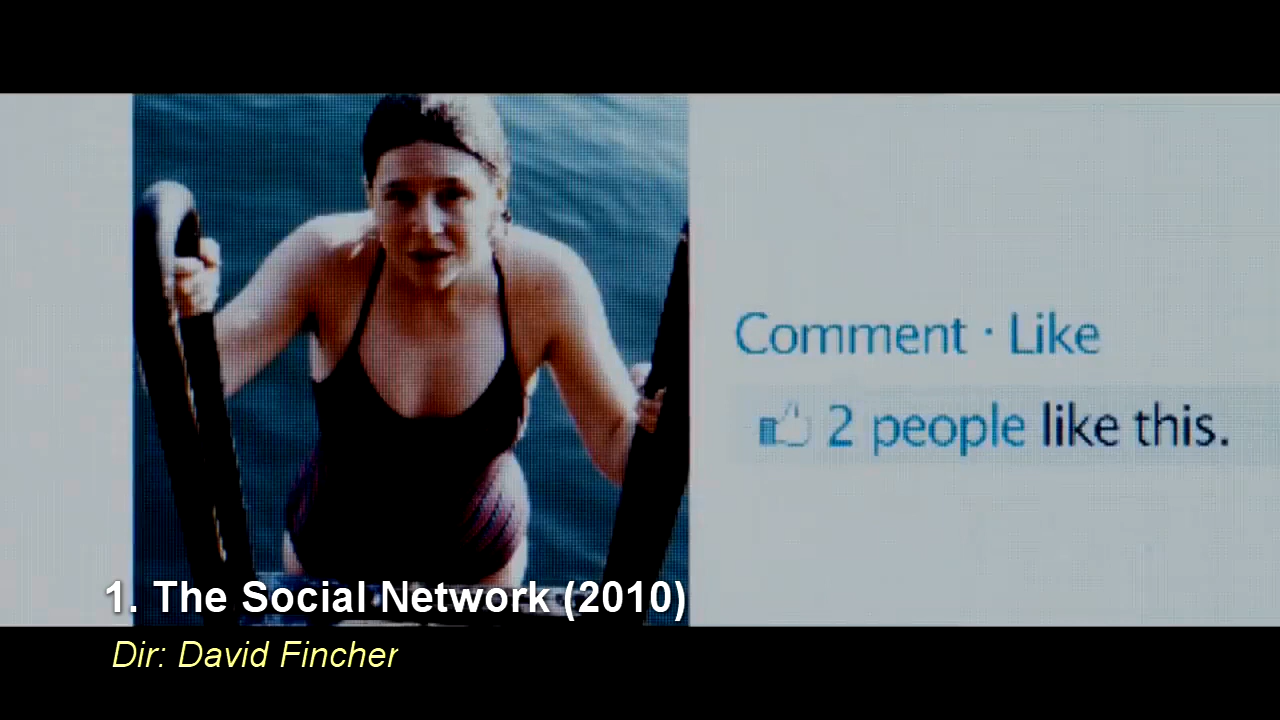 Comment · Like
2 people like this.
1. The Social Network (2010)
Dir: David Fincher